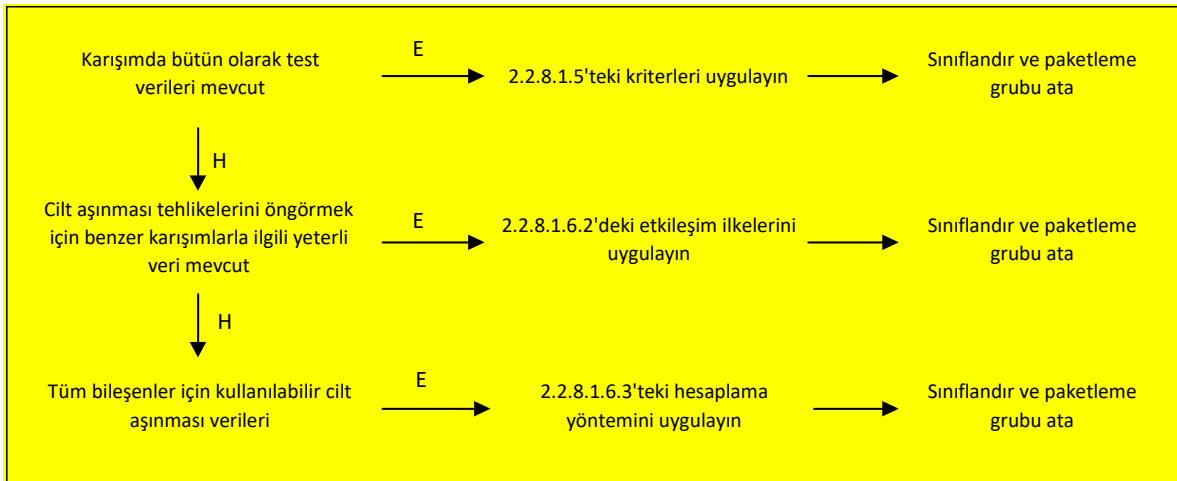 Karışımda bütün olarak test
verileri mevcut
E
2.2.8.1.5'teki kriterleri uygulayın
Sınıflandır ve paketleme
grubu ata
H
Cilt aşınması tehlikelerini öngörmek
için benzer karışımlarla ilgili yeterli
veri mevcut
E
2.2.8.1.6.2'deki etkileşim ilkelerini
uygulayın
Sınıflandır ve paketleme
grubu ata
H
Tüm bileşenler için kullanılabilir cilt
aşınması verileri
E
2.2.8.1.6.3'teki hesaplama
yöntemini uygulayın
Sınıflandır ve paketleme
grubu ata